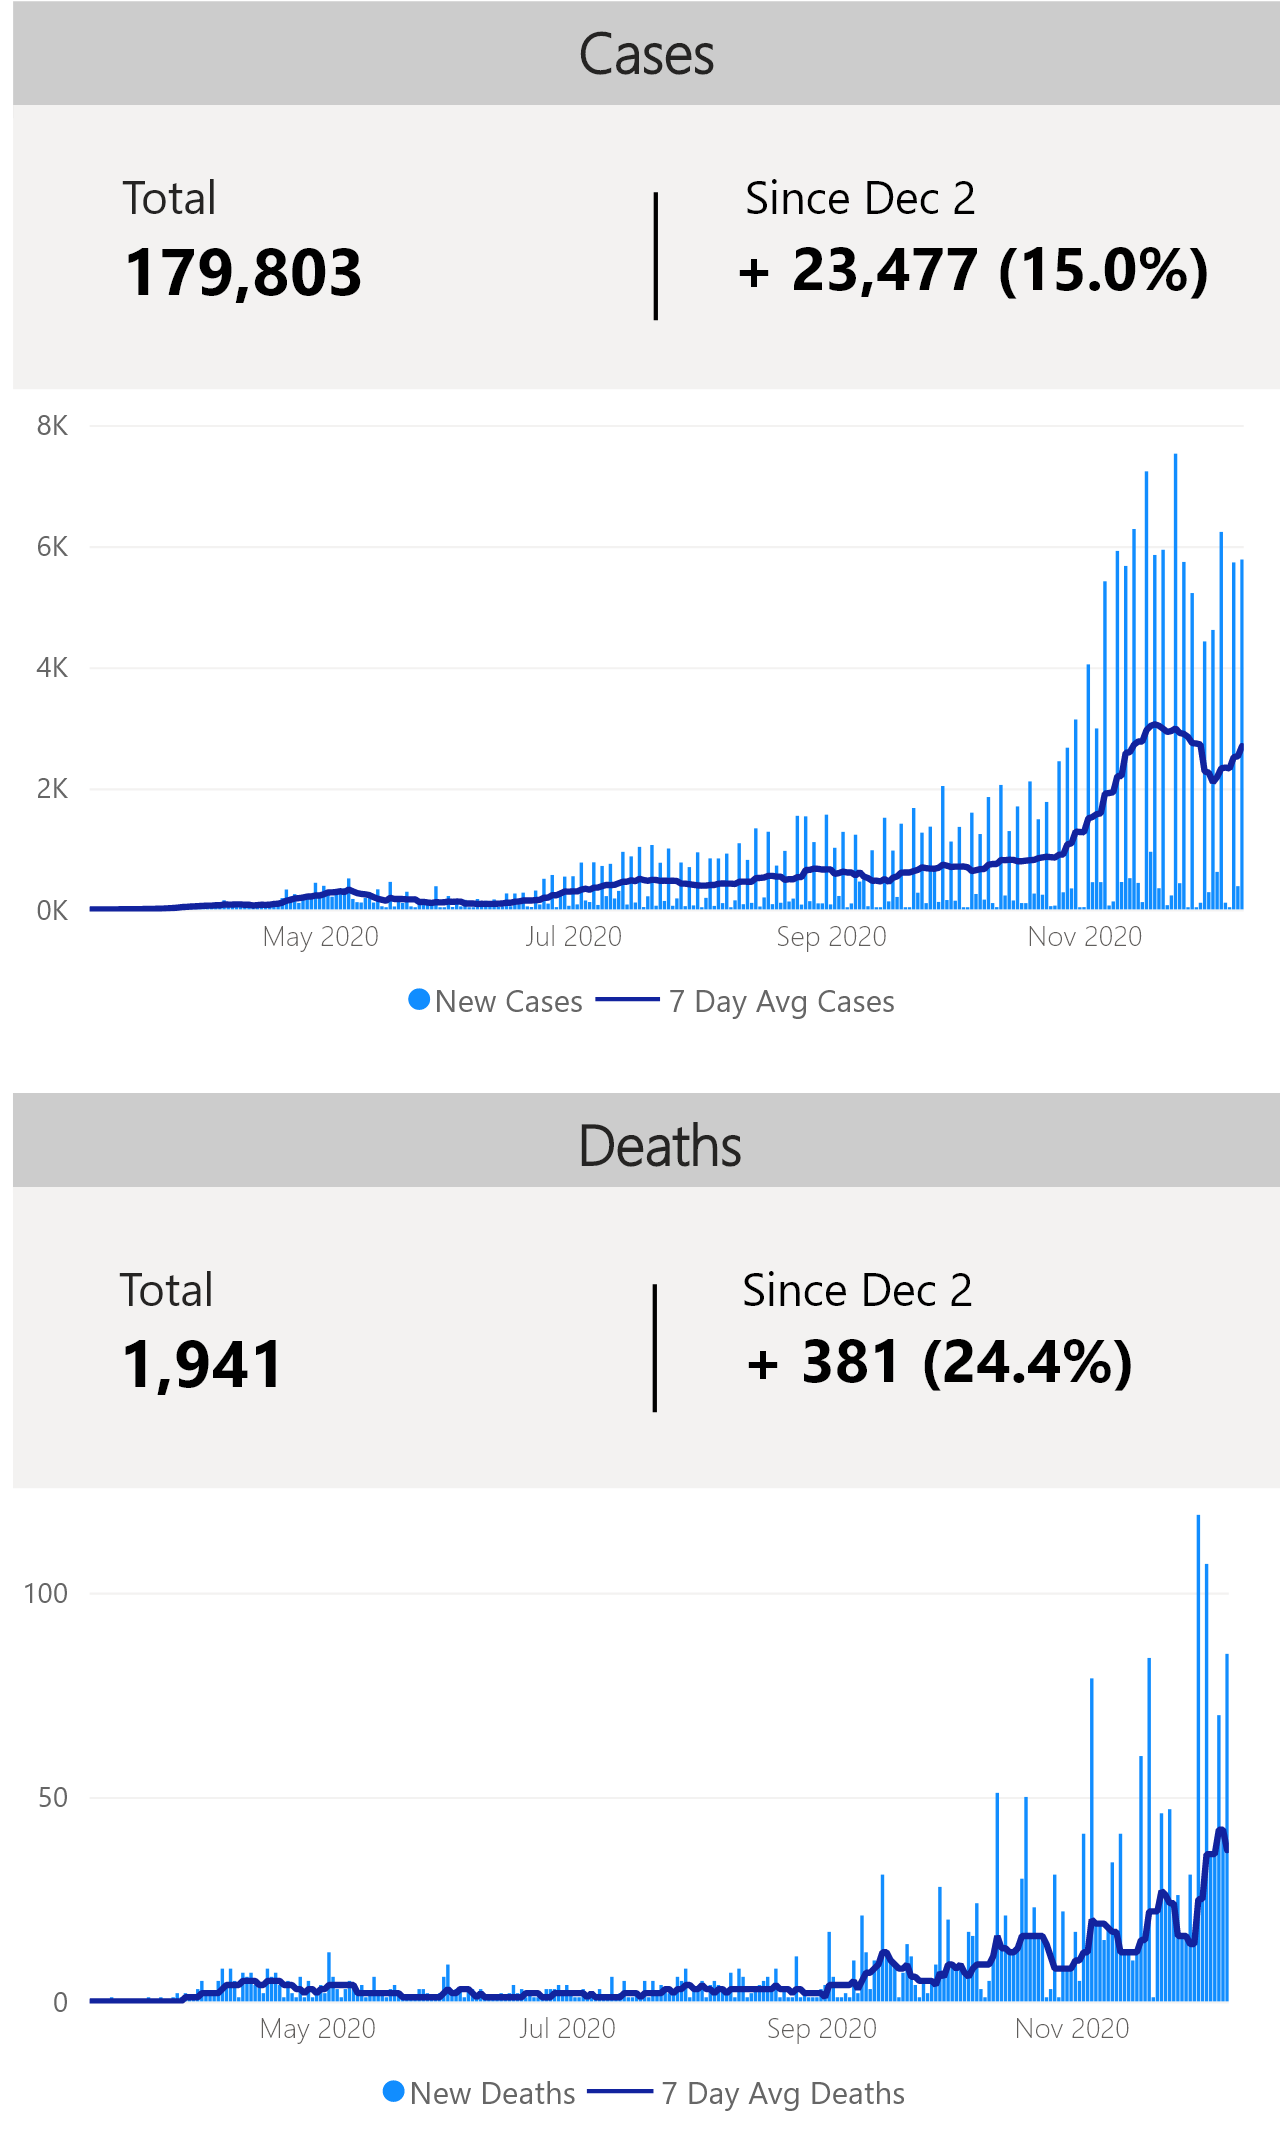 Cases
Total
Since Dec 2
179,803
+ 23,477 (15.0%)
8K
6K
4K
2K
0K
May 2020
Jul 2020
Sep 2020
Nov 2020
New Cases
7 Day Avg Cases
Deaths
Total
Since Dec 2
1,941
+ 381 (24.4%)
100
50
0
May 2020
Jul 2020
Sep 2020
Nov 2020
New Deaths
7 Day Avg Deaths